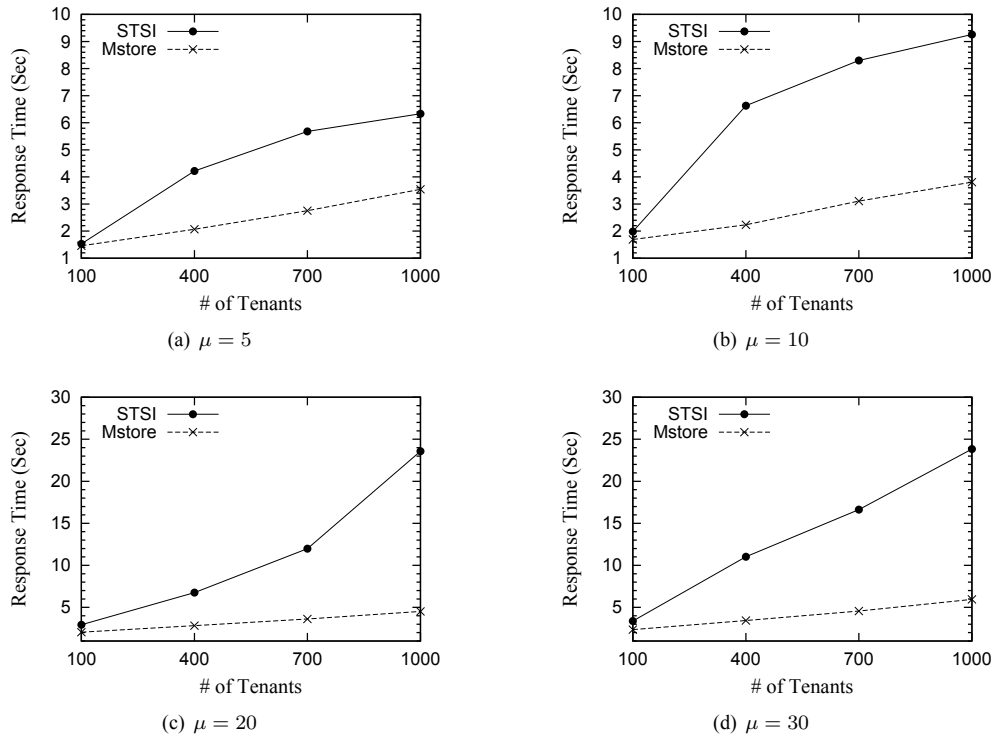 10
9
8
7
6
5
4
3
2
1
Response Time (Sec)
STSI
Mstore
100
400
700
1000
# of Tenants
(a) μ = 5
10
9
8
7
6
5
4
3
2
1
Response Time (Sec)
STSI
Mstore
100
400
700
1000
# of Tenants
(b) μ = 10
30
25
20
15
10
5
Response Time (Sec)
STSI
Mstore
100
400
700
1000
# of Tenants
(c) μ = 20
30
25
20
15
10
5
Response Time (Sec)
STSI
Mstore
100
400
700
1000
# of Tenants
(d) μ = 30